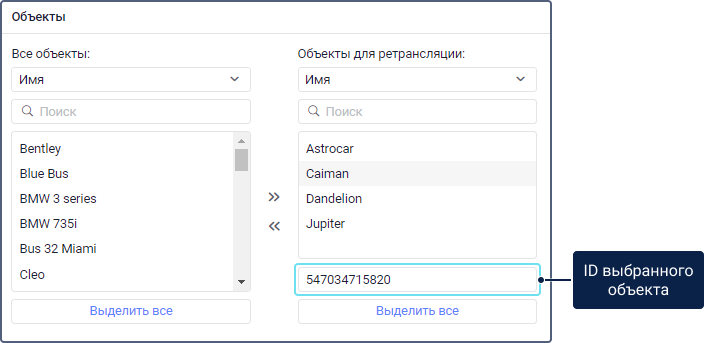 Объекты
Все объекты:
Имя
Поиск
Bentley
Blue Bus
BMW 3 series
BMW 735i
Bus 32 Miami
Cleo
Выделить все
Объекты для ретрансляции:
Имя
Поиск
Astrocar
Caiman
Dandelion
Jupiter
547034715820
Выделить все
ID выбранного
объекта